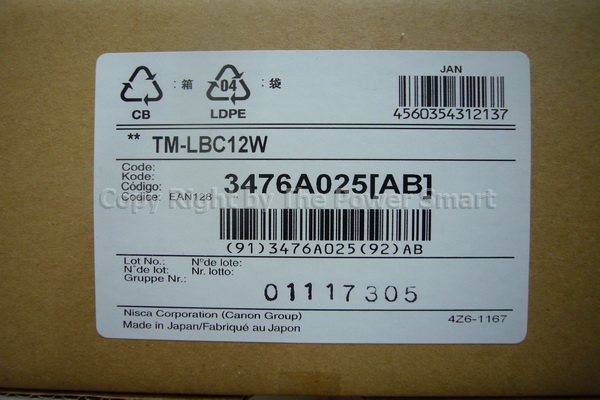 CB
:箱
04
LDPE
:袋
JAN
4560354312137
** TM-LBC12W
Code:
Kode:
Código:
Codice: EAN128
3476A025[AB]
Copy Right by The Power Smart
(91)3476A025(92)AB
Lot No.: Nºde lote:
N°de lot: Nr. lotto:
Gruppe Nr.:
01117305
Nisca Corporation (Canon Group)
Made in Japan/Fabriqué au Japon
4Z6-1167